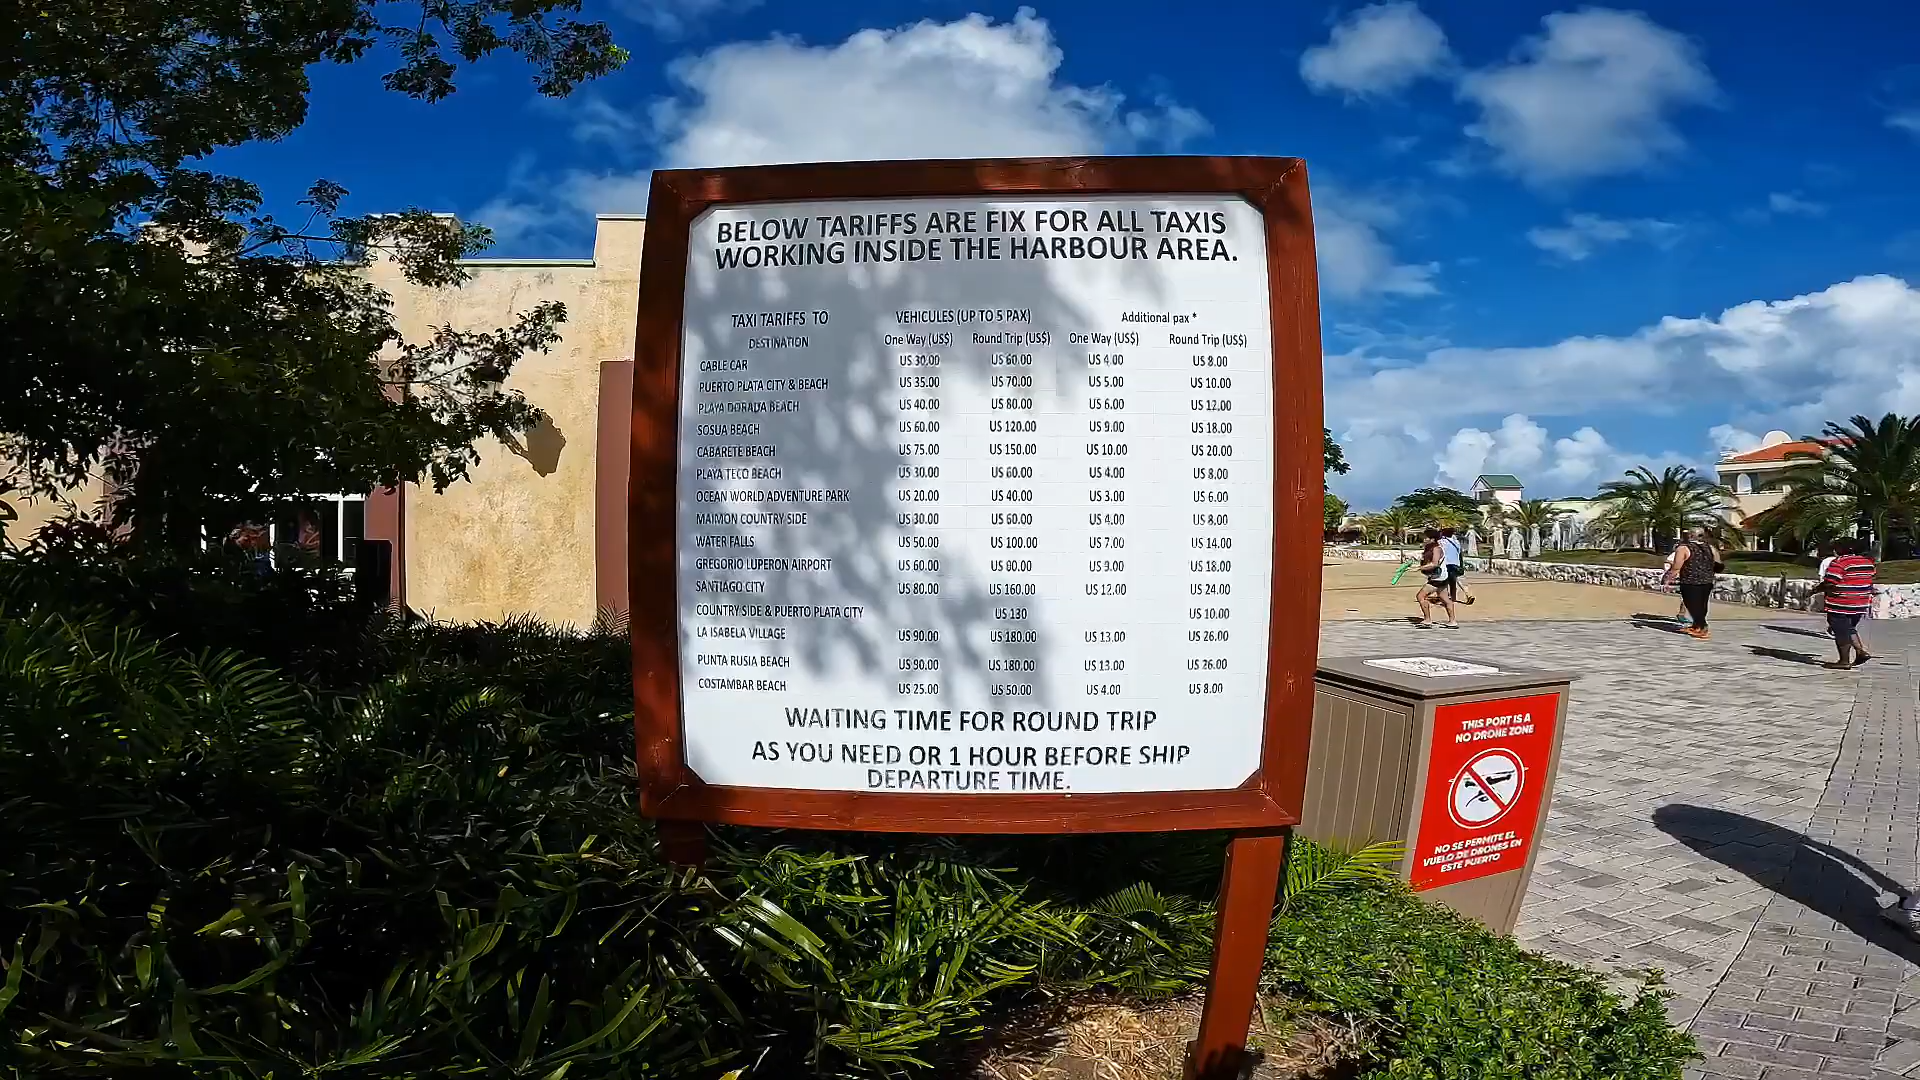 BELOW TARIFFS ARE FIX FOR ALL TAXIS
WORKING INSIDE THE HARBOUR AREA.
TAXI TARIFFS TO VEHICULES (UP TO 5 PAX) Additional pax *
DESTINATION One Way (US$) Round Trip (US$) One Way (US$) Round Trip (US$)
CABLE CAR US 30.00 US 60.00 US 4.00 US 8.00
PUERTO PLATA CITY & BEACH US 35.00 US 70.00 US 5.00 US 10.00
PLAYA DORADA BEACH US 40.00 US 80.00 US 6.00 US 12.00
SOSUA BEACH US 60.00 US 120.00 US 9.00 US 18.00
CABARETE BEACH US 75.00 US 150.00 US 10.00 US 20.00
PLAYA TECO BEACH US 30.00 US 60.00 US 4.00 US 8.00
OCEAN WORLD ADVENTURE PARK US 20.00 US 40.00 US 3.00 US 6.00
MAIMON COUNTRY SIDE US 30.00 US 60.00 US 4.00 US 8.00
WATER FALLS US 50.00 US 100.00 US 7.00 US 14.00
GREGORIO LUPERON AIRPORT US 60.00 US 9.00 US 18.00
SANTIAGO CITY US 80.00 US 160.00 US 12.00 US 24.00
COUNTRY SIDE & PUERTO PLATA CITY US 130 US 10.00
LA ISABELA VILLAGE US 90.00 US 180.00 US 13.00 US 26.00
PUNTA RUSIA BEACH US 90.00 US 180.00 US 13.00 US 26.00
COSTAMBAR BEACH US 25.00 US 50.00 US 4.00 US 8.00
WAITING TIME FOR ROUND TRIP
AS YOU NEED OR 1 HOUR BEFORE SHIP
DEPARTURE TIME.
THIS PORT IS A
NO DRONE ZONE
NO SE PERMITE EL
VUELO DE DRONES EN
ESTE PUERTO